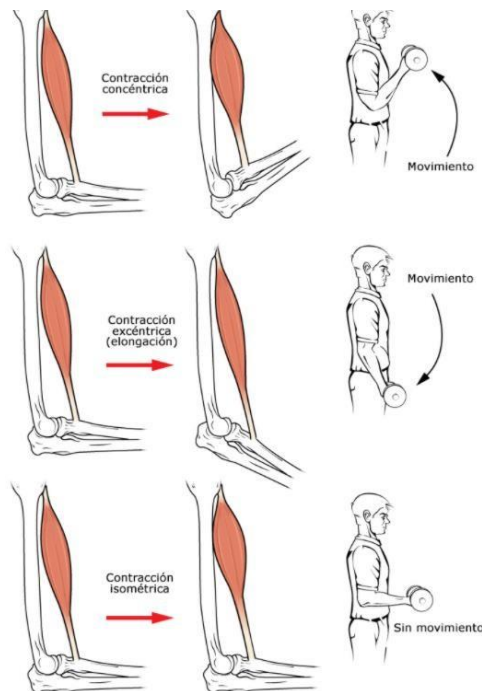 Contracción
concéntrica
Movimiento
Movimiento
Contracción
excéntrica
(elongación)
Contracción
isométrica
Sin movimiento